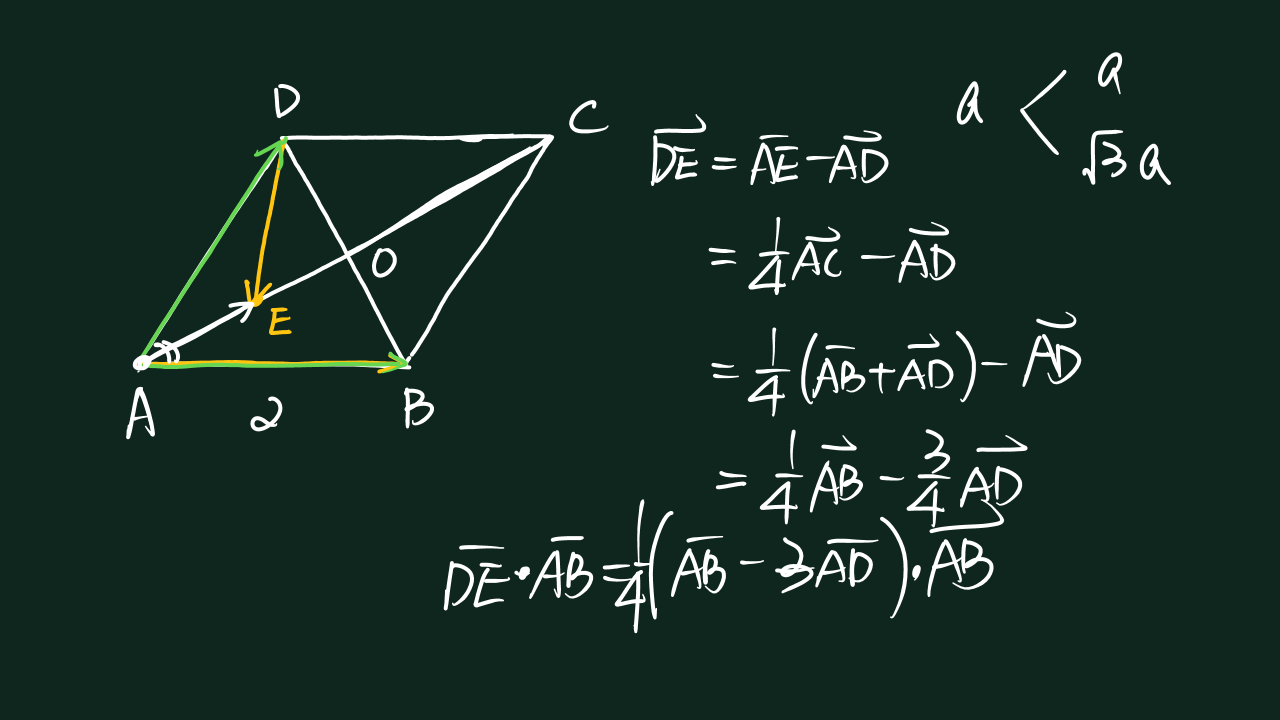 D
C
O
E
A
B
2
a < a
√3 a
DE = AE - AD
= 1/4 AC - AD
= 1/4 (AB + AD) - AD
= 1/4 AB - 3/4 AD
DE · AB = 1/4 (AB - 3AD) · AB